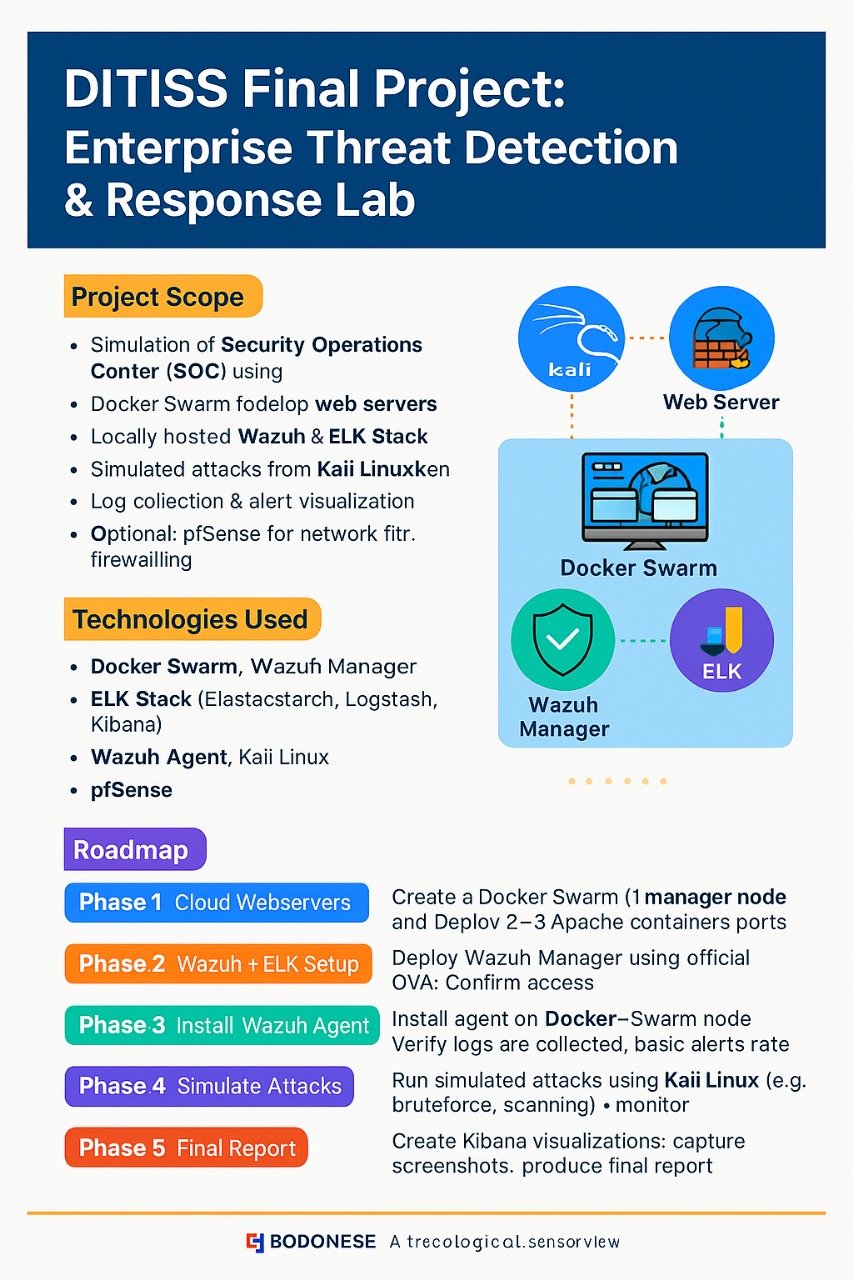 DITISS Final Project:
Enterprise Threat Detection
& Response Lab
Project Scope
• Simulation of Security Operations
Conter (SOC) using
• Docker Swarm fodelop web servers
• Locally hosted Wazuh & ELK Stack
• Simulated attacks from Kaii Linuxken
• Log coliection & alert visualization
• Optional: pfSense for network fitr.
firewailling
Technologies Used
• Docker Swarm, Wazuh Manager
• ELK Stack (Elastacstarch, Logstash,
Kibana)
• Wazuh Agent, Kaii Linux
• pfSense
kali
Web Server
Docker Swarm
Wazuh
Manager
ELK
Roadmap
Phase 1 Cloud Webservers
Create a Docker Swarm (1 manager node
and Deplov 2–3 Apache containers ports
Phase.2 Wazuh + ELK Setup
Deploy Wazuh Manager using official
OVA: Confirm access
Phase·3 Install Wazuh Agent
Install agent on Docker–Swarm node
Verify logs are collected, basic alerts rate
Phase.4 Simulate Attacks
Run simulated attacks using Kaii Linux (e.g.
bruteforce, scanning) • monitor
Phase 5 Final Report
Create Kibana visualizations: capture
screenshots. produce final report
BODONESE A trecological.sensorview